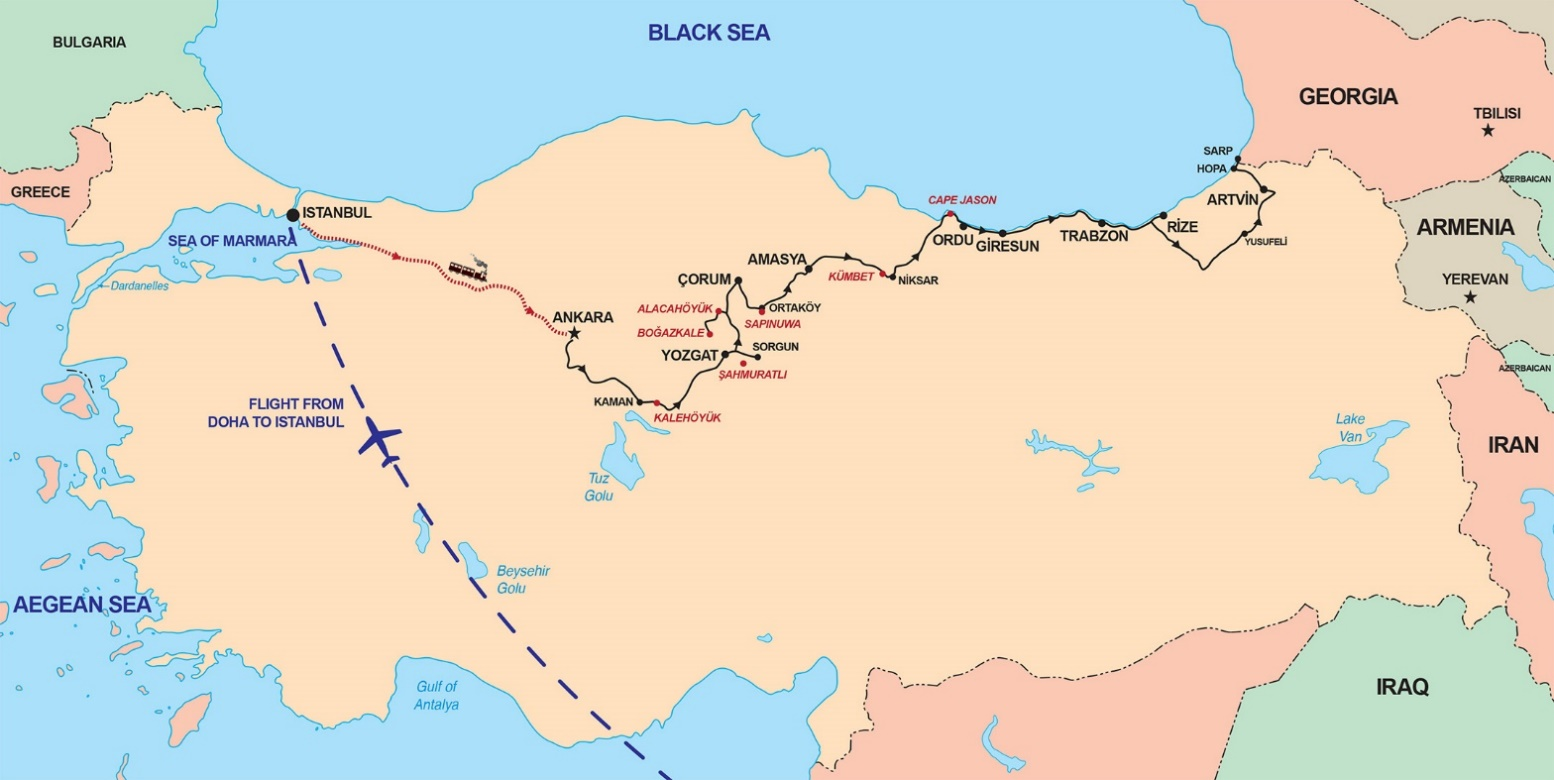 BLACK SEA
BULGARIA
GEORGIA
TBILISI
SARP
HOPA
AZERBAICAN
GREECE
ARTVİN
CAPE JASON
ISTANBUL
ARMENIA
RİZE
SEA OF MARMARA
ORDU
GİRESUN
TRABZON
YUSUFELİ
AMASYA
ÇORUM
KÜMBET
NİKSAR
YEREVAN
Dardanelles
ALACAHÖYÜK
ORTAKÖY
ANKARA
SAPINUWA
BOĞAZKALE
SORGUN
YOZGAT
ŞAHMURATLI
AZERBAICAN
KAMAN
KALEHÖYÜK
FLIGHT FROM
DOHA TO ISTANBUL
Lake
Van
IRAN
Tuz
Golu
Beysehir
Golu
AEGEAN SEA
Gulf of
Antalya
IRAQ